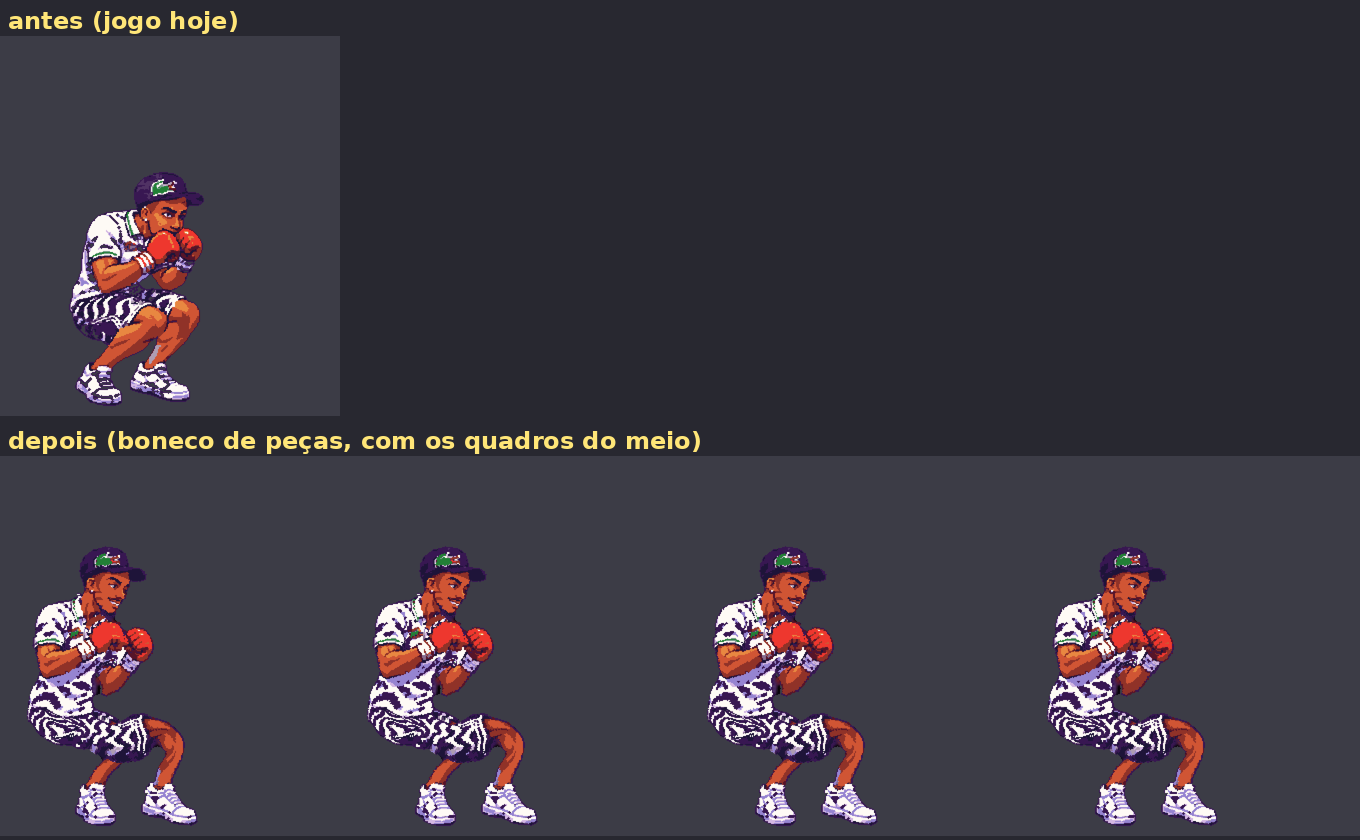 antes (jogo hoje)
depois (boneco de peças, com os quadros do meio)